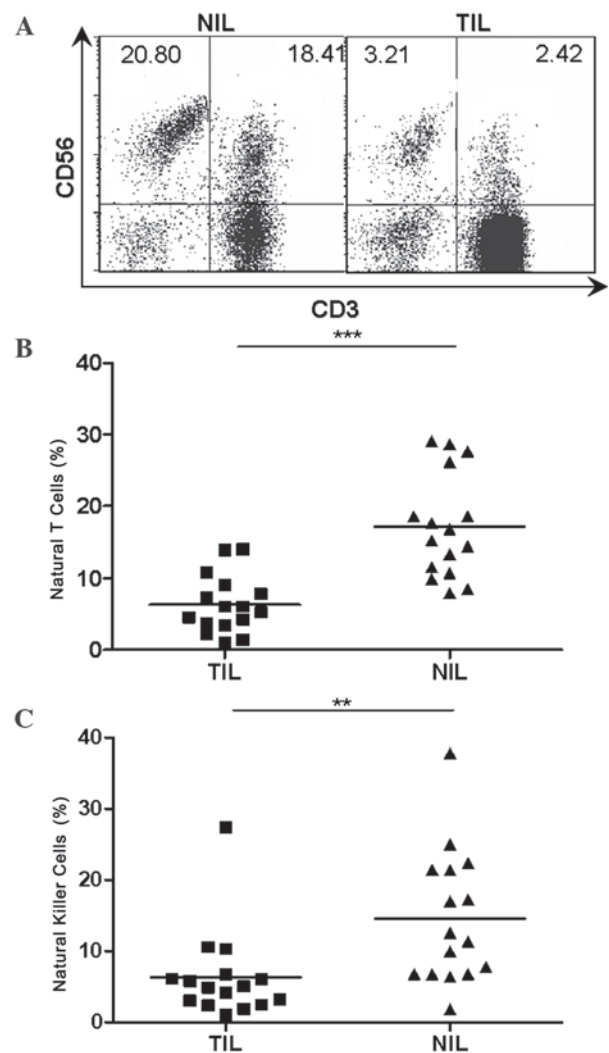 A
NIL
TIL
20.80
18.41
3.21
2.42
CD56
CD3
B
***
40
30
20
10
0
Natural T Cells (%)
TIL
NIL
C
**
40
30
20
10
0
Natural Killer Cells (%)
TIL
NIL